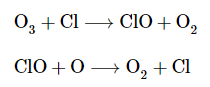 O₃ + Cl ⟶ ClO + O₂
ClO + O ⟶ O₂ + Cl